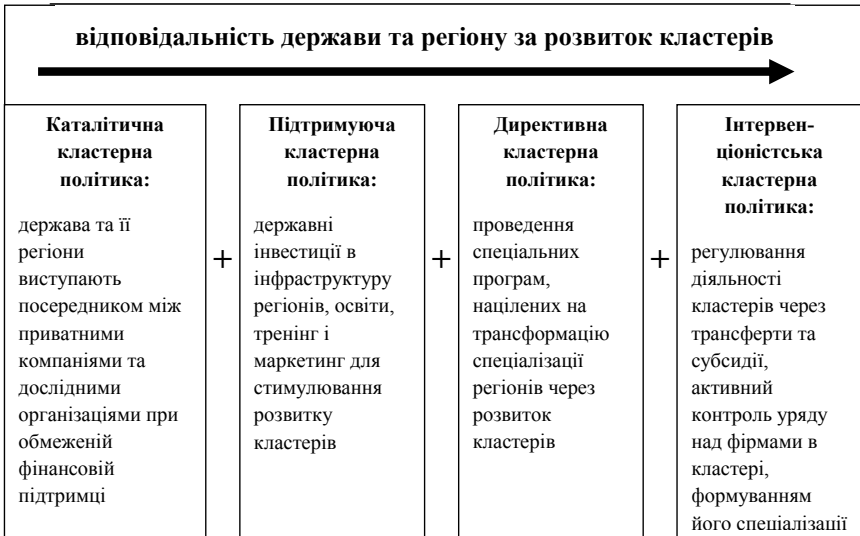 відповідальність держави та регіону за розвиток кластерів
Каталітична
кластерна
політика:
держава та її
регіони
виступають
посередником між
приватними
компаніями та
дослідними
організаціями при
обмеженій
фінансовій
підтримці
+
Підтримуюча
кластерна
політика:
державні
інвестиції в
інфраструктуру
регіонів, освіти,
тренінг і
маркетинг для
стимулювання
розвитку
кластерів
+
Директивна
кластерна
політика:
проведення
спеціальних
програм,
націлених на
трансформацію
спеціалізації
регіонів через
розвиток
кластерів
+
Інтервен-
ціоністська
кластерна
політика:
регулювання
діяльності
кластерів через
трансферти та
субсидії,
активний
контроль уряду
над фірмами в
кластері,
формуванням
його спеціалізації